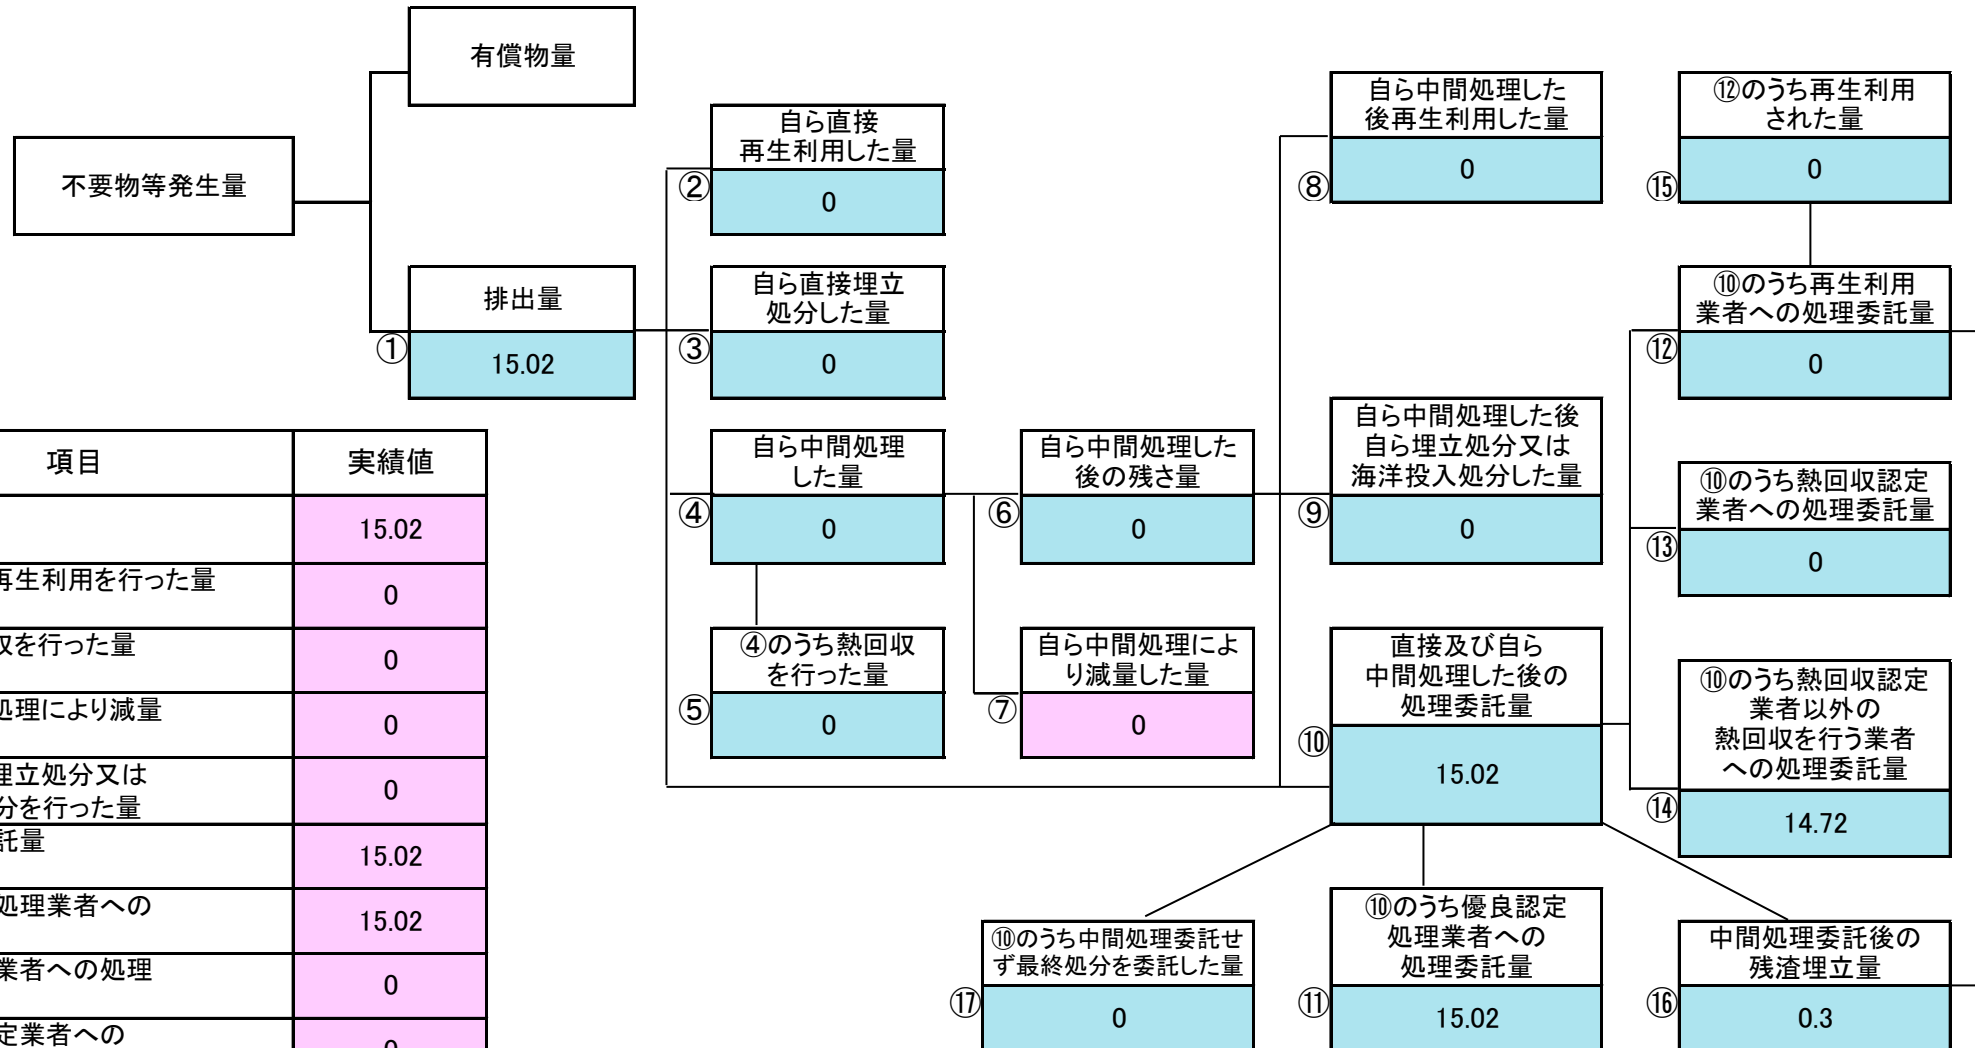 有償物量
不要物等発生量
排出量
①
15.02
自ら直接
再生利用した量
②
0
自ら直接埋立
処分した量
③
0
自ら中間処理
した量
④
0
④のうち熱回収
を行った量
⑤
0
自ら中間処理した
後の残さ量
⑥
0
自ら中間処理によ
り減量した量
⑦
0
自ら中間処理した
後再生利用した量
⑧
0
自ら中間処理した後
自ら埋立処分又は
海洋投入処分した量
⑨
0
直接及び自ら
中間処理した後の
処理委託量
⑩
15.02
⑫のうち再生利用
された量
⑮
0
⑩のうち再生利用
業者への処理委託量
⑫
0
⑩のうち熱回収認定
業者への処理委託量
⑬
0
⑩のうち熱回収認定
業者以外の
熱回収を行う業者
への処理委託量
⑭
14.72
⑩のうち中間処理委託せ
ず最終処分を委託した量
⑰
0
⑩のうち優良認定
処理業者への
処理委託量
⑪
15.02
中間処理委託後の
残渣埋立量
⑯
0.3
項目 実績値
15.02
再生利用を行った量
0
収を行った量
0
処理により減量
0
埋立処分又は
分を行った量
0
託量
15.02
処理業者への
15.02
業者への処理
0
定業者への